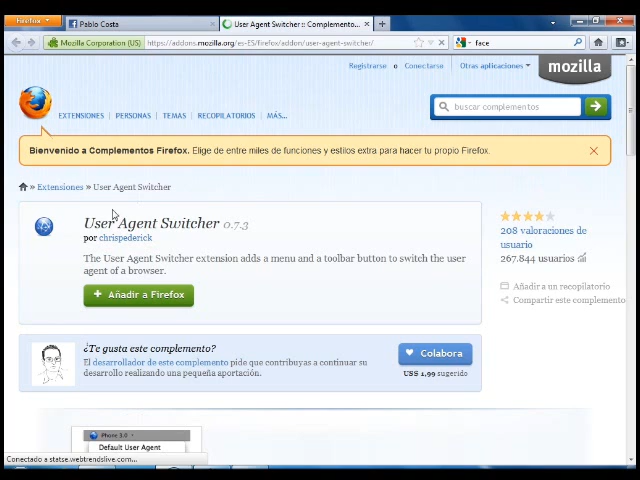 Firefox
Pablo Costa
User Agent Switcher :: Complemento...
Mozilla Corporation (US)
https://addons.mozilla.org/es-ES/firefox/addon/user-agent-switcher/
face
Registrarse o Conectarse
Otras aplicaciones
mozilla
EXTENSIONES | PERSONAS | TEMAS | RECOPILATORIOS | MÁS...
buscar complementos
Bienvenido a Complementos Firefox. Elige de entre miles de funciones y estilos extra para hacer tu propio Firefox.
» Extensiones » User Agent Switcher
User Agent Switcher 0.7.3
por chrispederick
The User Agent Switcher extension adds a menu and a toolbar button to switch the user
agent of a browser.
+ Añadir a Firefox
208 valoraciones de
usuario
267.844 usuarios
Añadir a un recopilatorio
Compartir este complemento
¿Te gusta este complemento?
El desarrollador de este complemento pide que contribuyas a continuar su
desarrollo realizando una pequeña aportación.
Colabora
US$ 1,99 sugerido
iPhone 3.0
Default User Agent
Conectado a statse.webtrendslive.com...